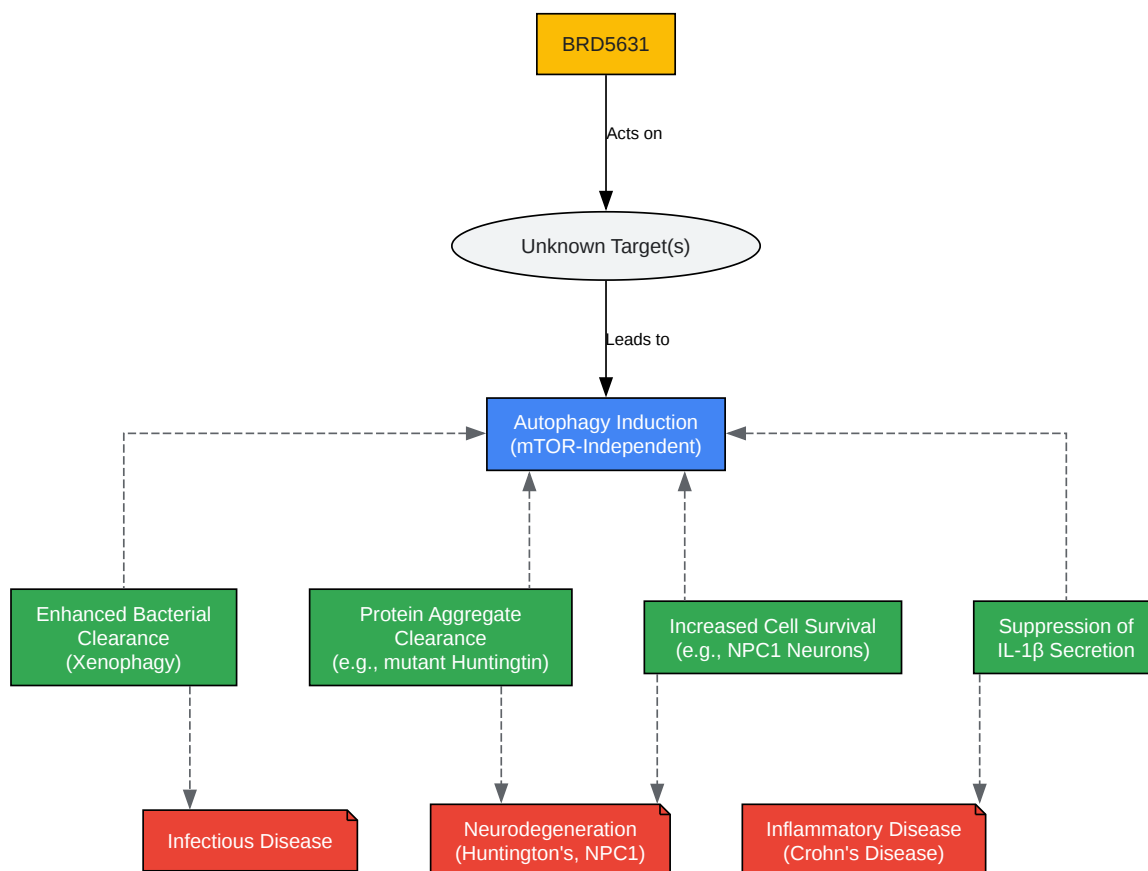 BRD5631
Acts on
Unknown Target(s)
Leads to
Autophagy Induction
(mTOR-Independent)
Enhanced Bacterial
Clearance
(Xenophagy)
Protein Aggregate
Clearance
(e.g., mutant Huntingtin)
Increased Cell Survival
(e.g., NPC1 Neurons)
Suppression of
IL-1β Secretion
Infectious Disease
Neurodegeneration
(Huntington's, NPC1)
Inflammatory Disease
(Crohn's Disease)